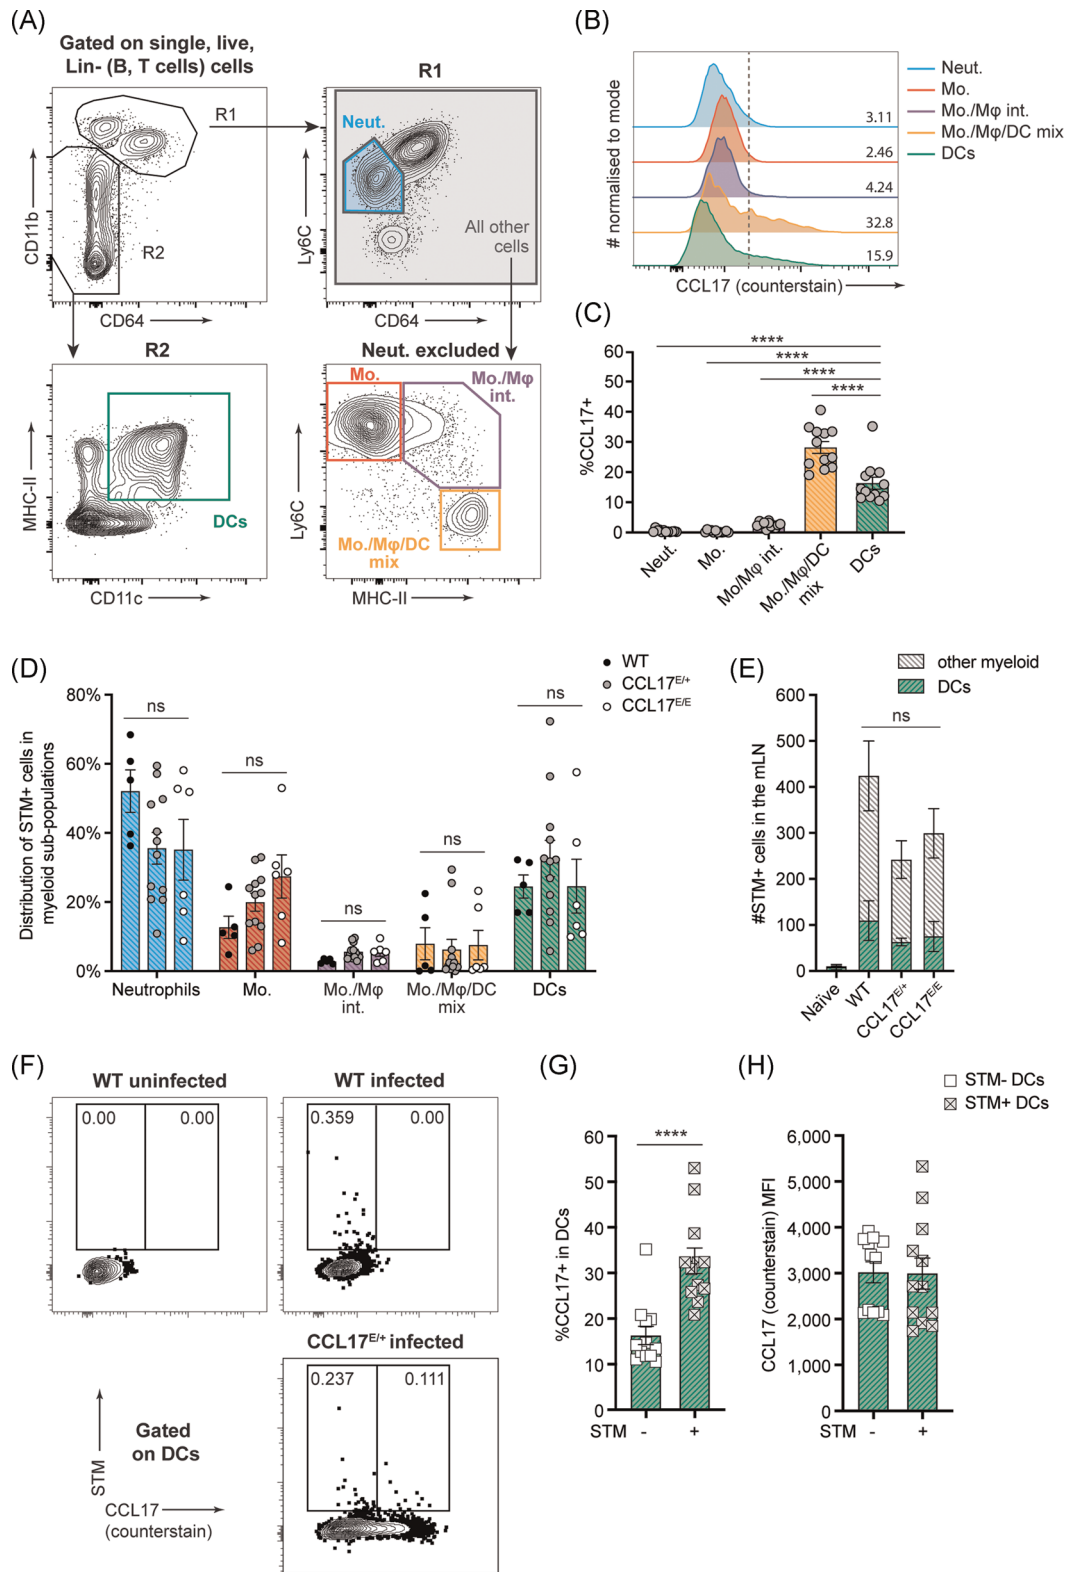 (A)
Gated on single, live,
Lin- (B, T cells) cells
R1
R2
CD11b
CD64
R1
Neut.
All other
cells
Ly6C
CD64
R2
DCs
MHC-II
CD11c
Neut. excluded
Mo.
Mo./Mφ
int.
Mo./Mφ/DC
mix
Ly6C
MHC-II
(B)
# normalised to mode
3.11
2.46
4.24
32.8
15.9
CCL17 (counterstain)
Neut.
Mo.
Mo./Mφ int.
Mo./Mφ/DC mix
DCs
(C)
%CCL17+
60
50
40
30
20
10
0
****
****
****
****
Neut.
Mo.
Mo/Mφ int.
Mo./Mφ/DC
mix
DCs
(D)
WT
CCL17E/+
CCL17E/E
Distribution of STM+ cells in
myeloid sub-populations
80%
60%
40%
20%
0%
ns
ns
ns
ns
ns
Neutrophils
Mo.
Mo./Mφ
int.
Mo./Mφ/DC
mix
DCs
(E)
other myeloid
DCs
#STM+ cells in the mLN
600
500
400
300
200
100
0
ns
Naïve
WT
CCL17E/+
CCL17E/E
(F)
WT uninfected
0.00
0.00
WT infected
0.359
0.00
CCL17E/+ infected
0.237
0.111
STM
Gated
on DCs
CCL17
(counterstain)
(G)
%CCL17+ in DCs
60
50
40
30
20
10
0
****
STM - +
(H)
STM- DCs
STM+ DCs
CCL17 (counterstain) MFI
6,000
5,000
4,000
3,000
2,000
1,000
0
STM - +